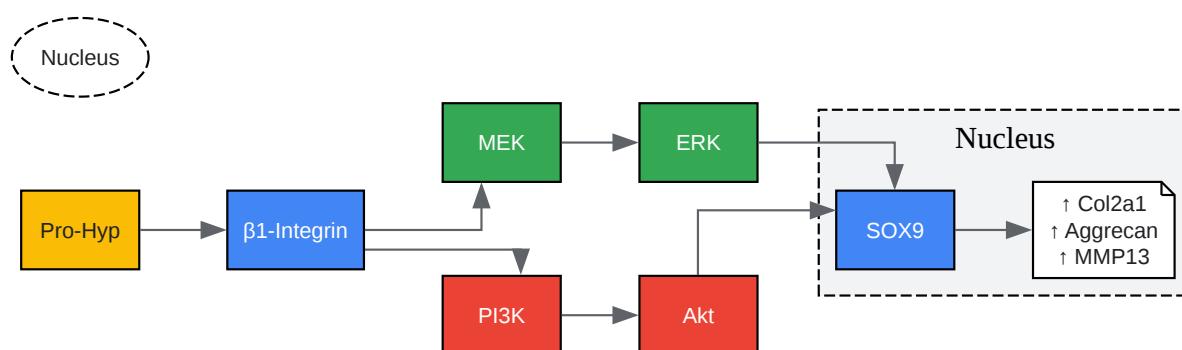 Nucleus
Pro-Hyp
β1-Integrin
MEK
ERK
PI3K
Akt
Nucleus
SOX9
↑ Col2a1
↑ Aggrecan
↑ MMP13